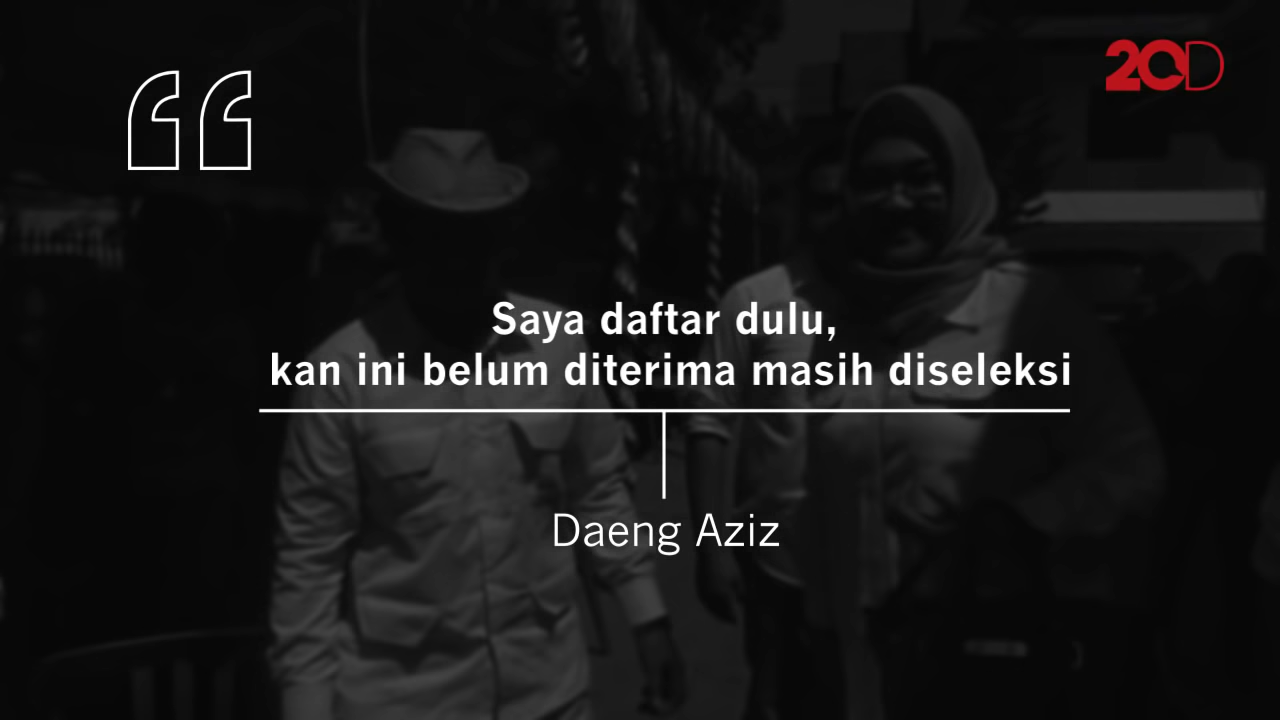 20D
Saya daftar dulu,
kan ini belum diterima masih diseleksi
Daeng Aziz